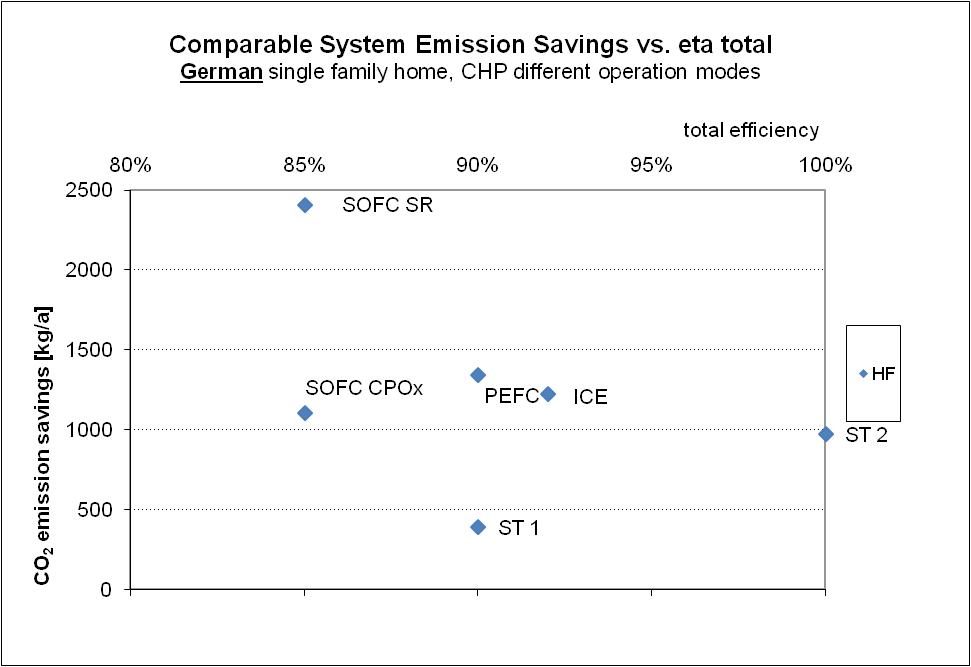 Comparable System Emission Savings vs. eta total
German single family home, CHP different operation modes
total efficiency
80% 85% 90% 95% 100%
2500
SOFC SR
2000
1500
HF
SOFC CPOx
PEFC ICE
1000
ST 2
500
ST 1
0
CO₂ emission savings [kg/a]